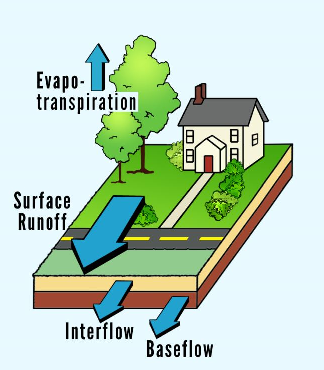 Evapo-
transpiration
Surface
Runoff
Interflow
Baseflow